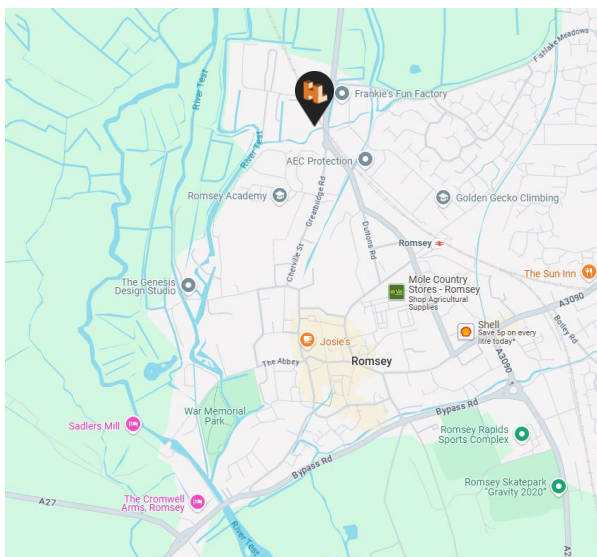 Fishlake Meadows
River Test
HL
Frankie's Fun Factory
River Test
AEC Protection
Romsey Academy
Greatbridge Rd
Golden Gecko Climbing
Duttons Rd
Cherville St
Romsey
The Sun Inn
The Genesis
Design Studio
Mole Country
Stores - Romsey
Shop Agricultural
Supplies
A3090
Shell
Save 5p on every
litre today*
Botley Rd
Josie's
The Abbey
Romsey
A3090
War Memorial
Park
Bypass Rd
Sadlers Mill
Romsey Rapids
Sports Complex
Bypass Rd
Romsey Skatepark
"Gravity 2020"
A27
The Cromwell
Arms, Romsey
River Test